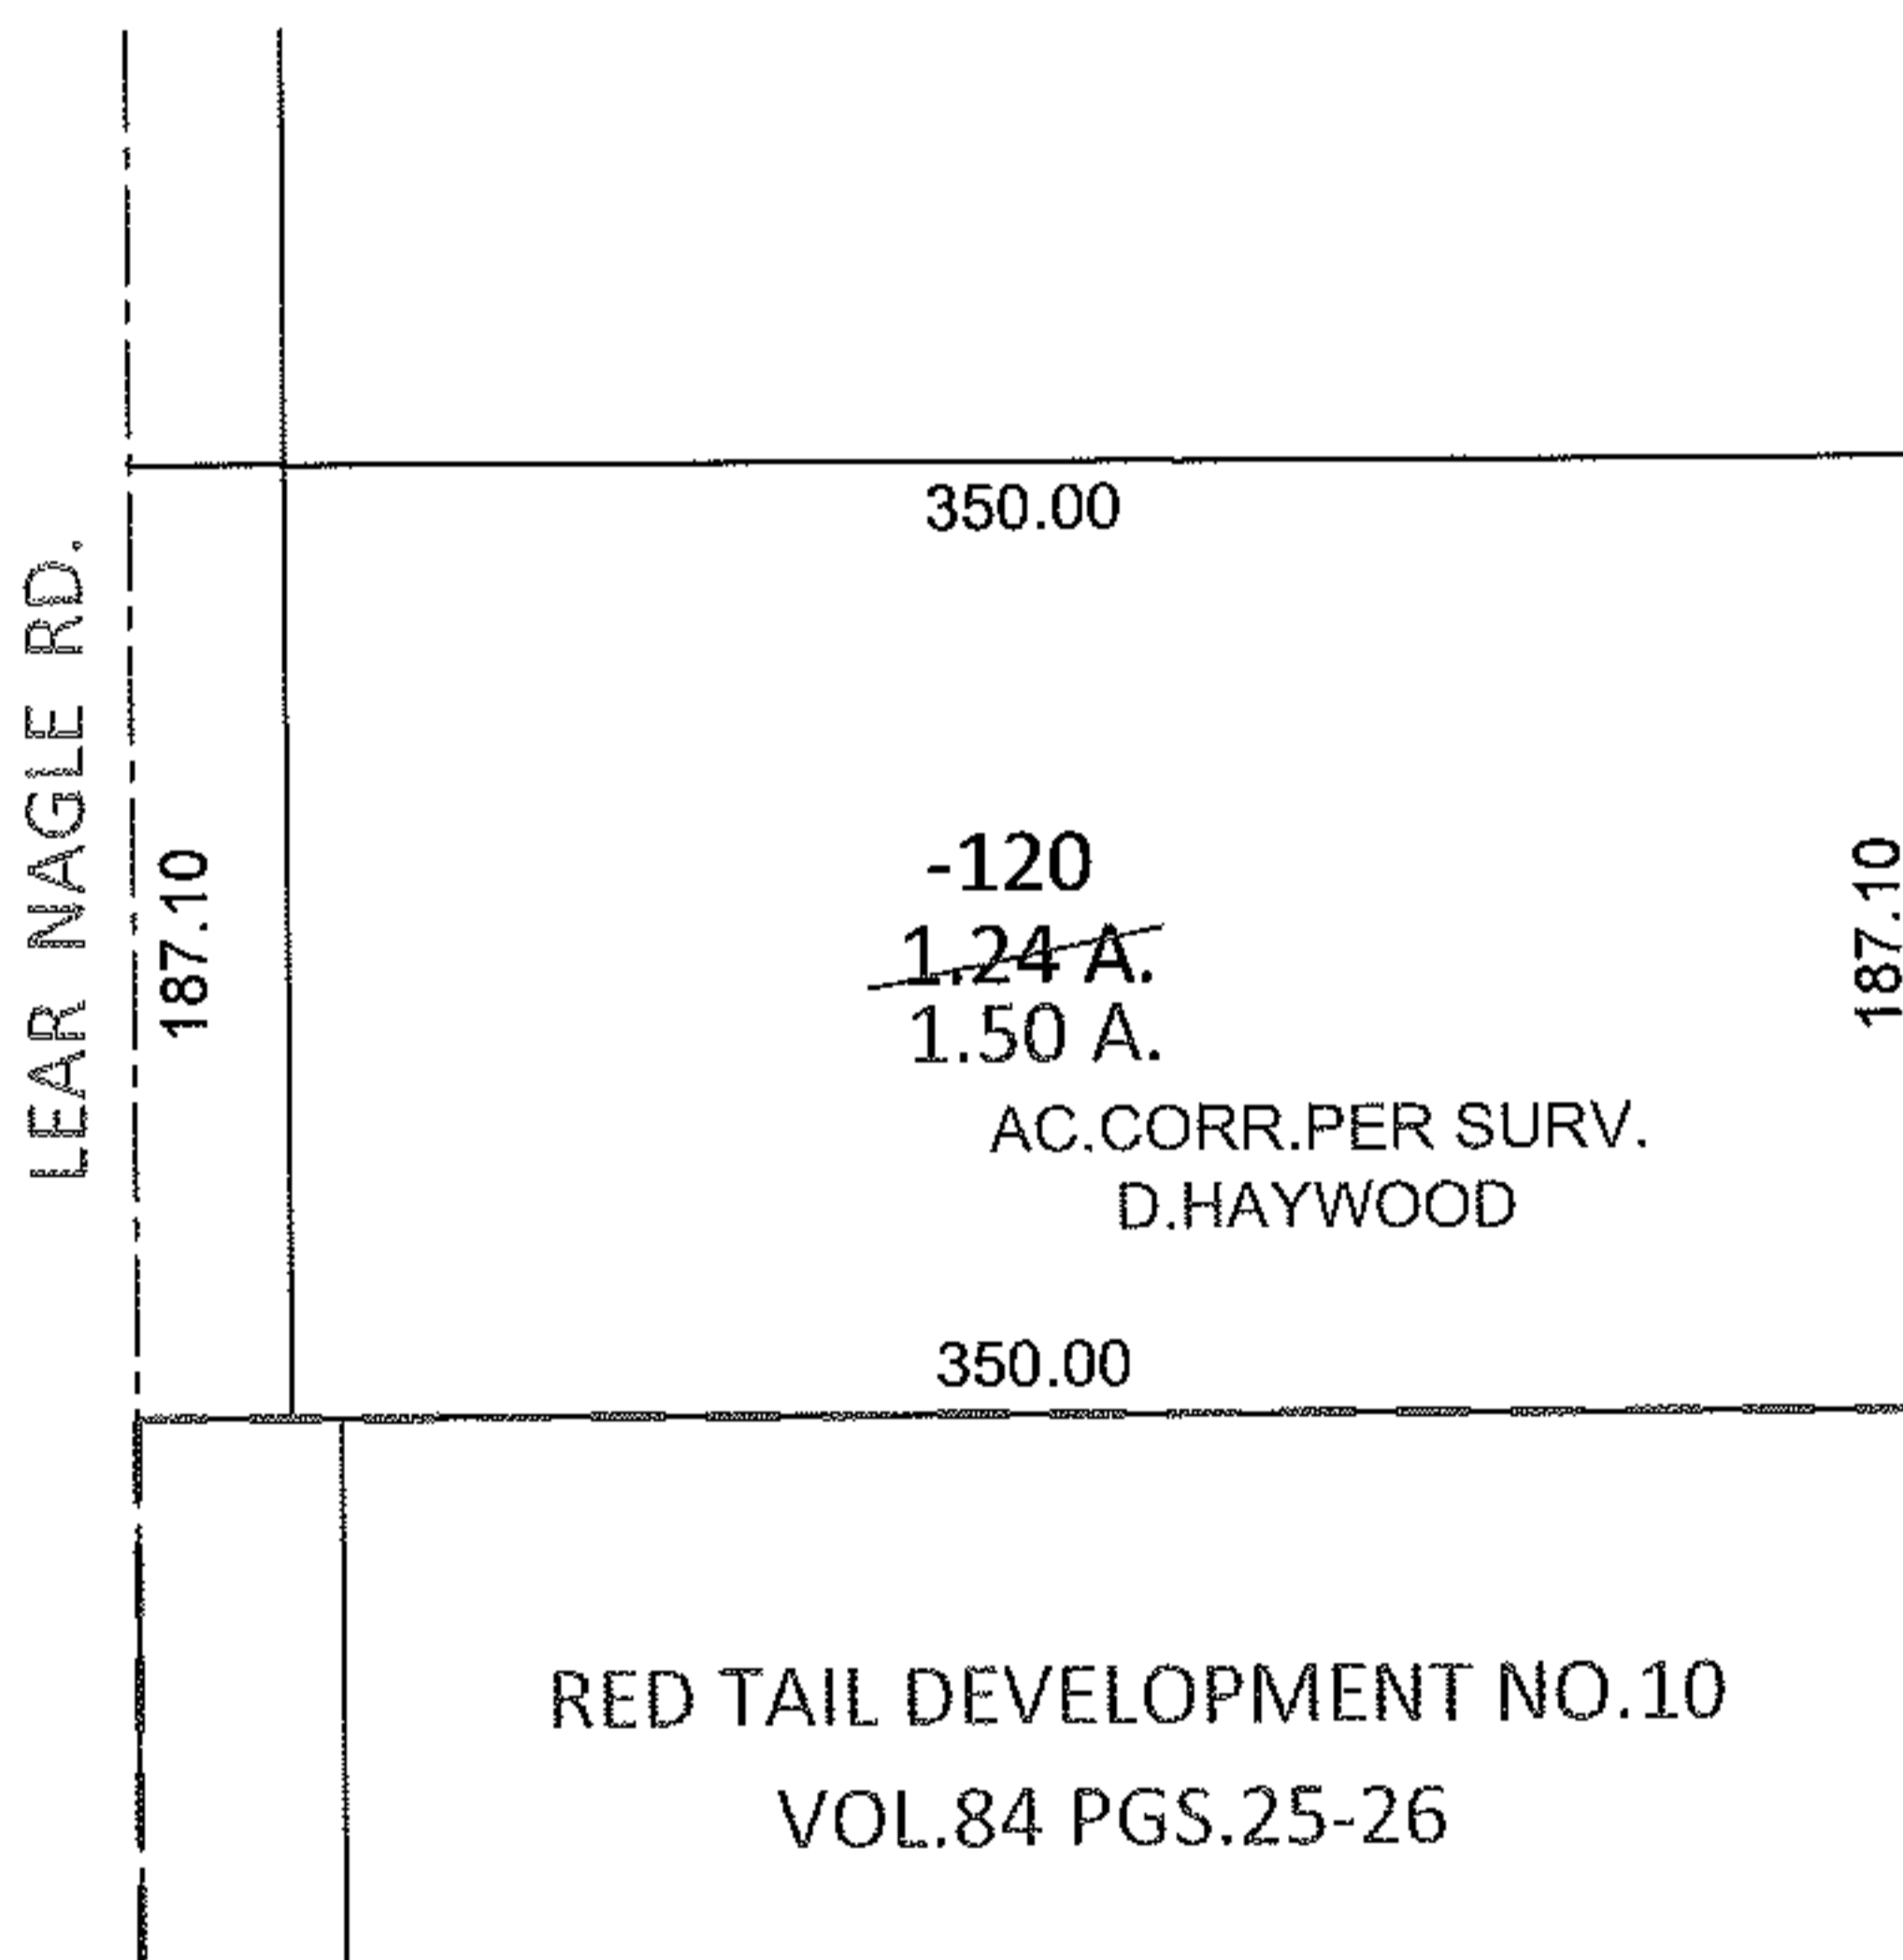 350.00
LEAR NAGLE RD.
187.10
-120
187.10
1.24 A.
1.50 A.
AC.CORR.PER SURV.
D.HAYWOOD
350.00
RED TAIL DEVELOPMENT NO.10
VOL.84 PGS.25-26